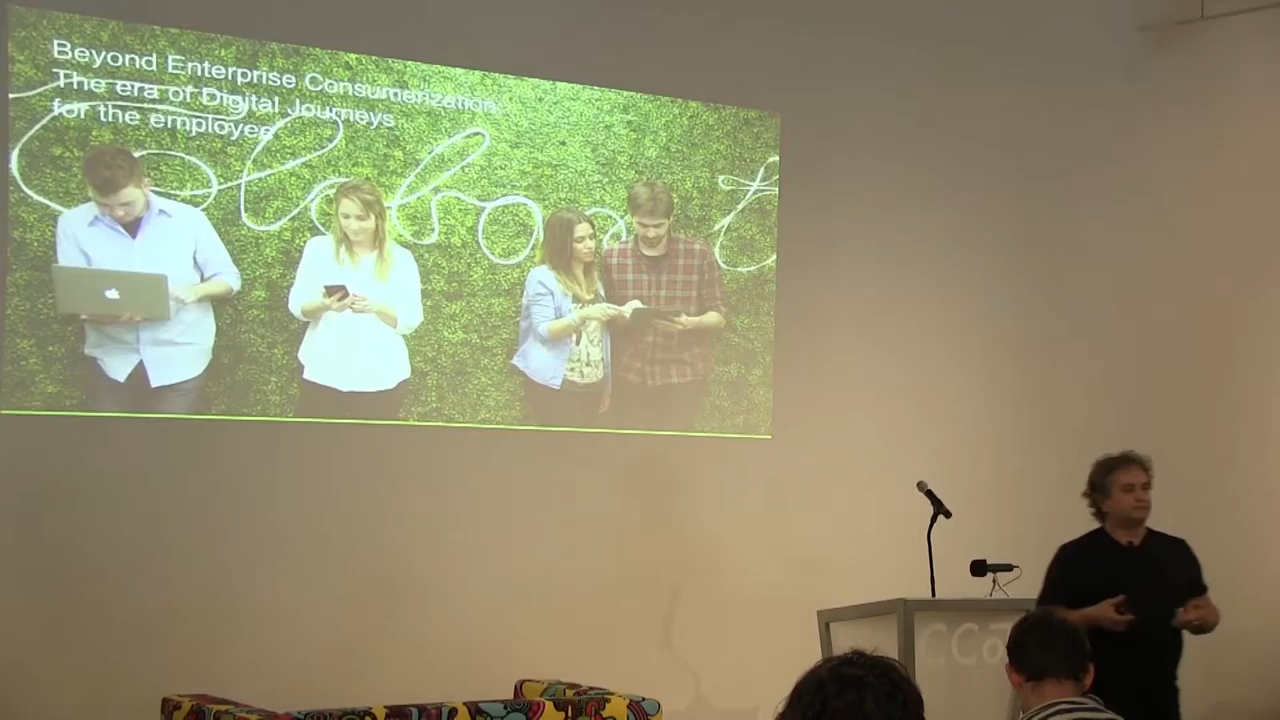 Beyond Enterprise Consumerization
The era of Digital Journeys
for the employee